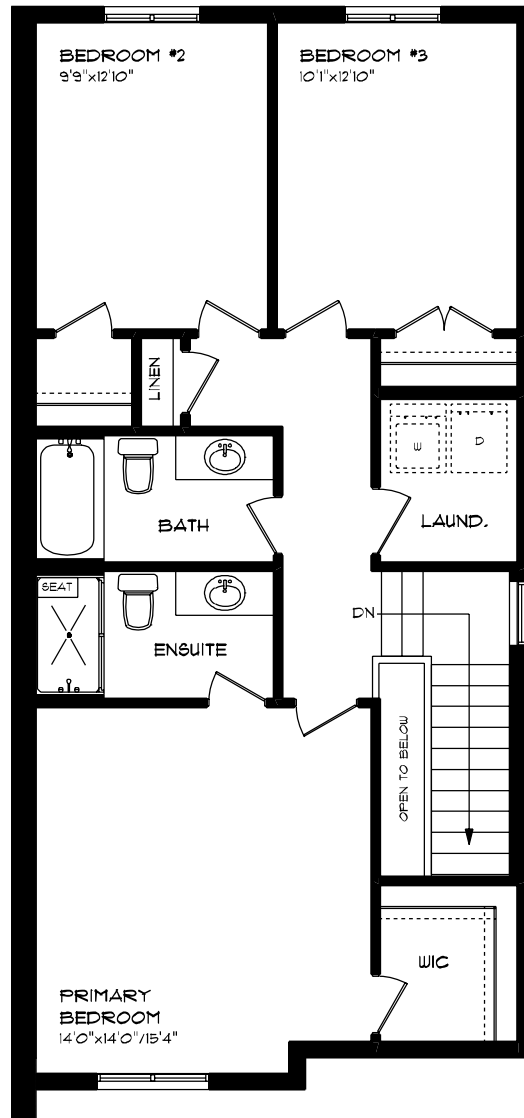 BEDROOM #2
9'9"x12'10"
BEDROOM #3
10'1"x12'10"
LINEN
W
D
BATH
LAUND.
SEAT
DN
ENSUITE
OPEN TO BELOW
WIC
PRIMARY
BEDROOM
14'0"x14'0"/15'4"